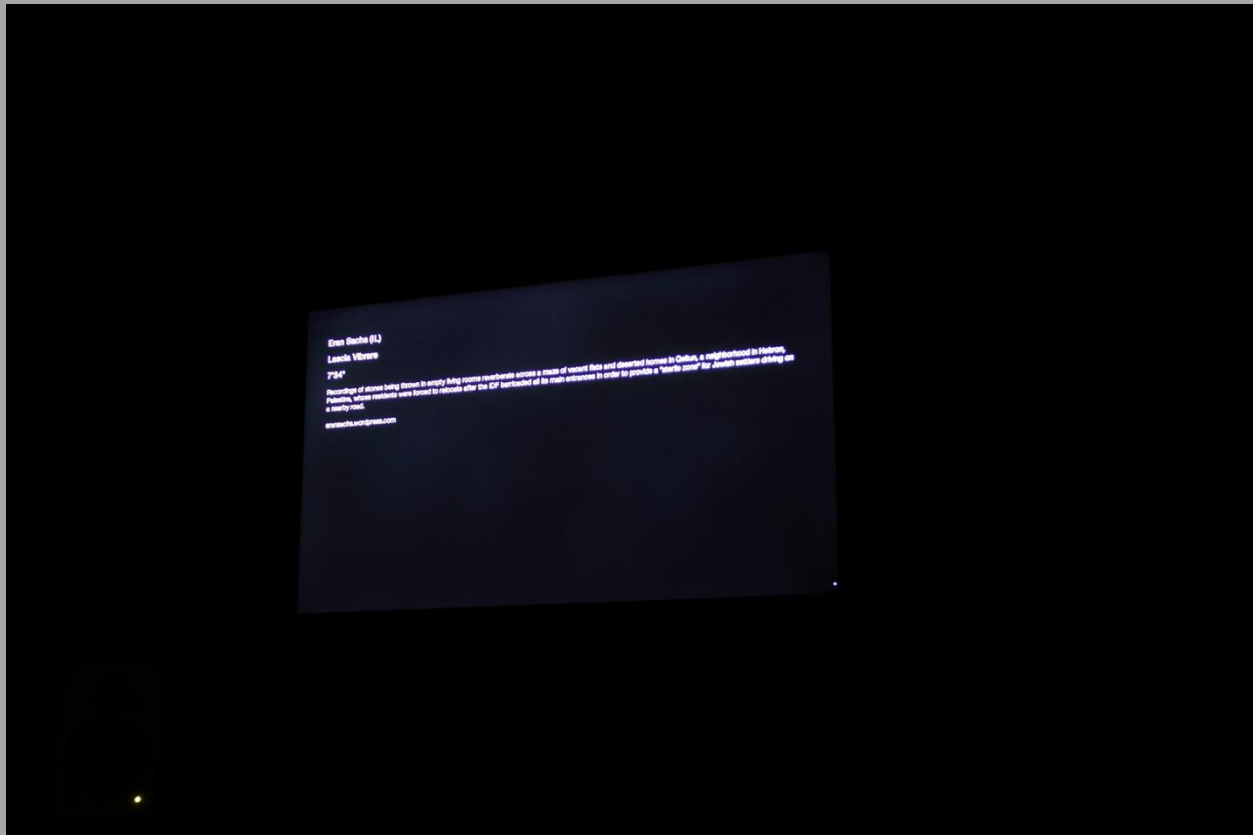 Eran Sachs (IL)
Lascia Vibrare
7'34"
Recordings of stones being thrown in empty living rooms reverberate across a maze of vacant flats and deserted homes in Qeitun, a neighborhood in Hebron,
Palestine, whose residents were forced to relocate after the IDF barricaded all its main entrances in order to provide a "sterile zone" for Jewish settlers driving on
a nearby road.
eransachs.wordpress.com